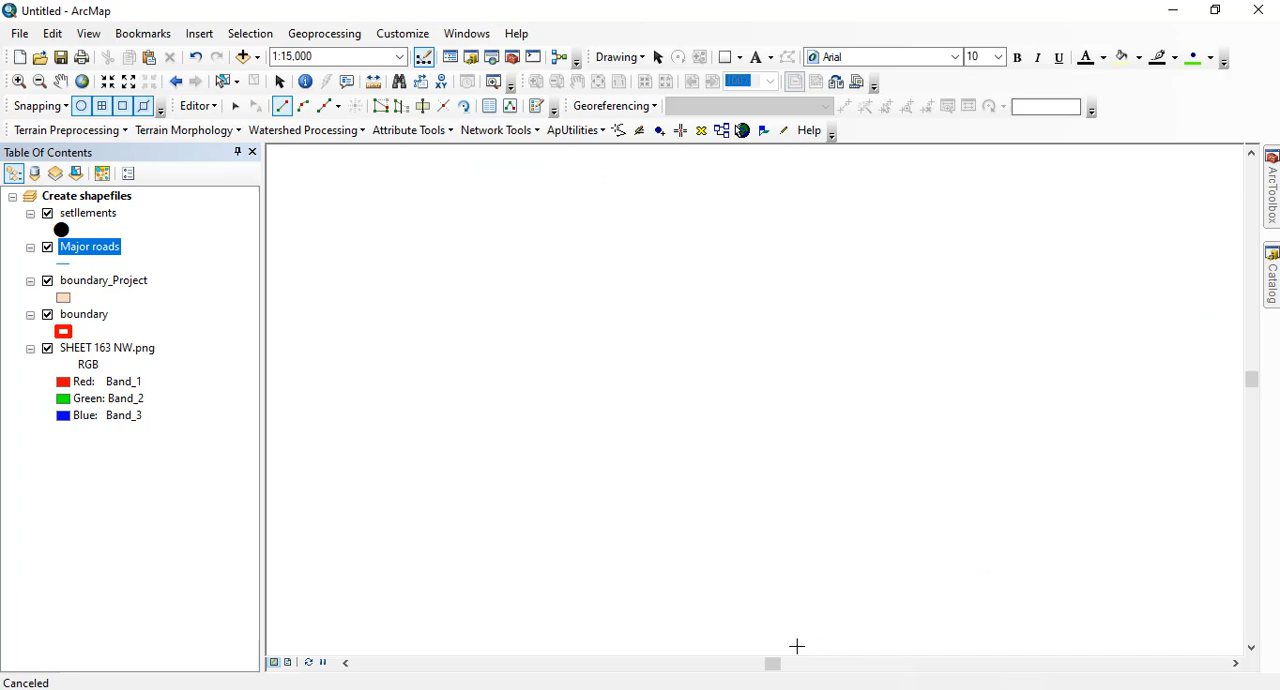 Untitled - ArcMap
File Edit View Bookmarks Insert Selection Geoprocessing Customize Windows Help
1:15,000 Drawing Arial 10 B I U A
Snapping Editor Georeferencing
Terrain Preprocessing Terrain Morphology Watershed Processing Attribute Tools Network Tools ApUtilities Help
Table Of Contents
Create shapefiles
setllements
Major roads
boundary_Project
boundary
SHEET 163 NW.png
RGB
Red: Band_1
Green: Band_2
Blue: Band_3
ArcToolbox
Catalog
Canceled